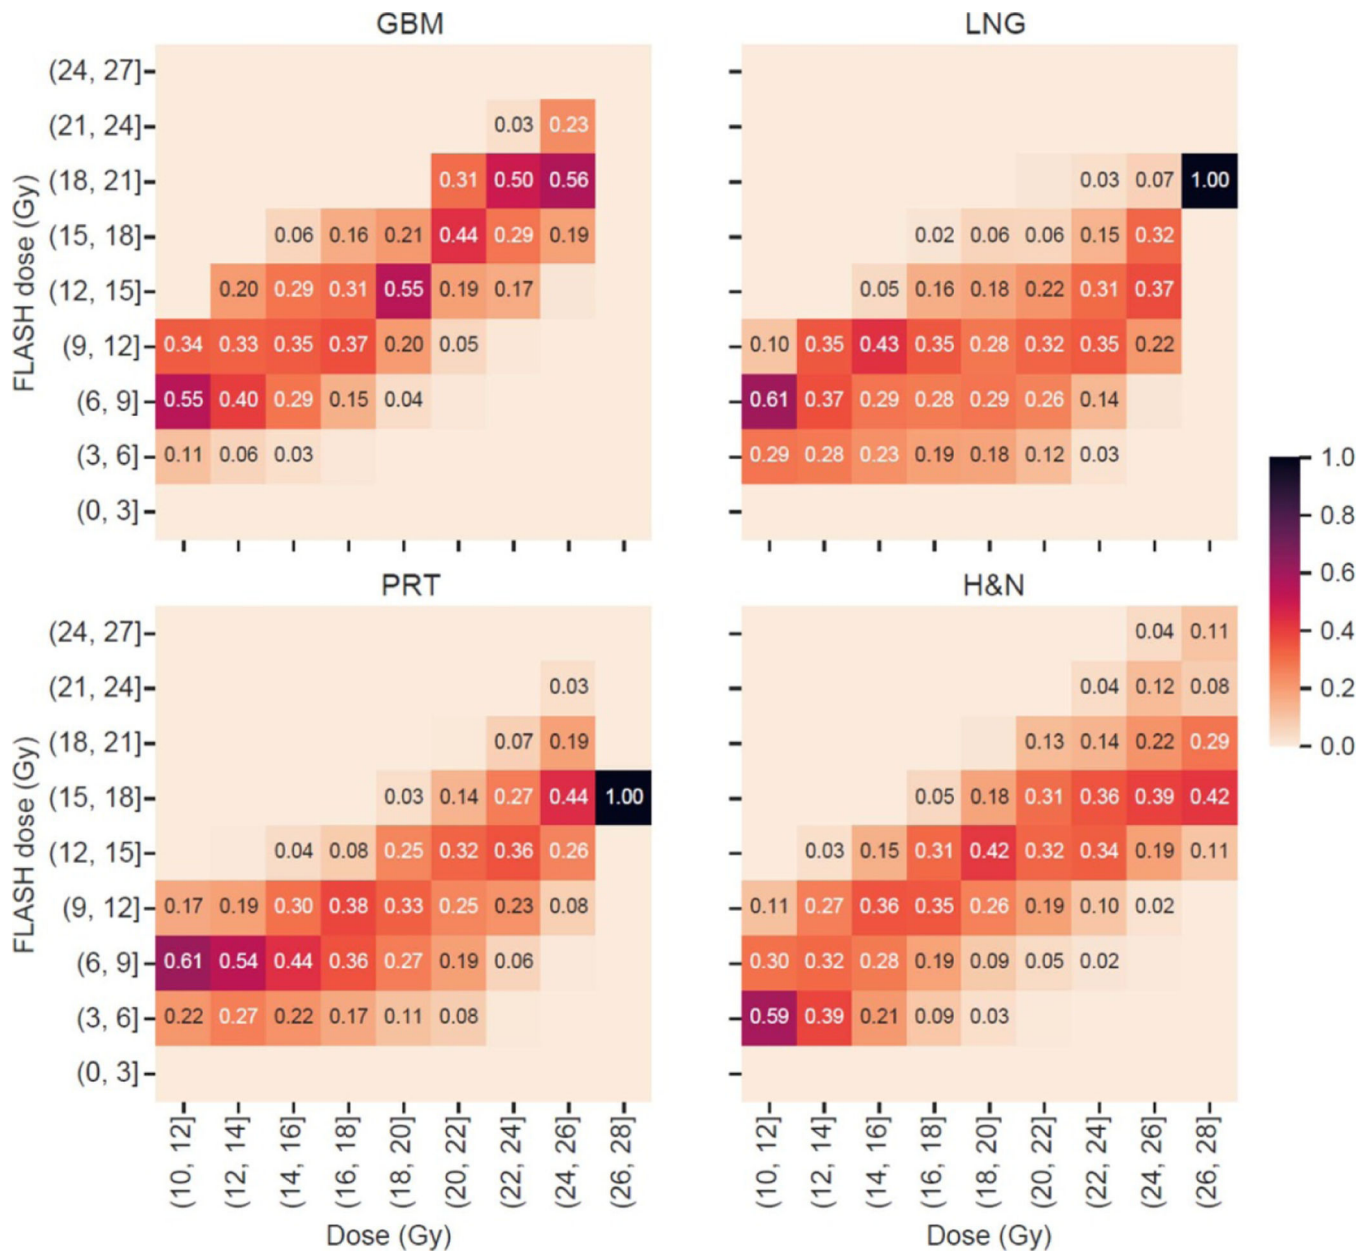 GBM
LNG
(24, 27]
(21, 24] 0.03 0.23
(18, 21] 0.31 0.50 0.56 0.03 0.07 1.00
(15, 18] 0.06 0.16 0.21 0.44 0.29 0.19 0.02 0.06 0.06 0.15 0.32
(12, 15] 0.20 0.29 0.31 0.55 0.19 0.17 0.05 0.16 0.18 0.22 0.31 0.37
(9, 12] 0.34 0.33 0.35 0.37 0.20 0.05 0.10 0.35 0.43 0.35 0.28 0.32 0.35 0.22
(6, 9] 0.55 0.40 0.29 0.15 0.04 0.61 0.37 0.29 0.28 0.29 0.26 0.14
(3, 6] 0.11 0.06 0.03 0.29 0.28 0.23 0.19 0.18 0.12 0.03
(0, 3]
FLASH dose (Gy)
PRT
H&N
(24, 27] 0.04 0.11
(21, 24] 0.03 0.04 0.12 0.08
(18, 21] 0.07 0.19 0.13 0.14 0.22 0.29
(15, 18] 0.03 0.14 0.27 0.44 1.00 0.05 0.18 0.31 0.36 0.39 0.42
(12, 15] 0.04 0.08 0.25 0.32 0.36 0.26 0.03 0.15 0.31 0.42 0.32 0.34 0.19 0.11
(9, 12] 0.17 0.19 0.30 0.38 0.33 0.25 0.23 0.08 0.11 0.27 0.36 0.35 0.26 0.19 0.10 0.02
(6, 9] 0.61 0.54 0.44 0.36 0.27 0.19 0.06 0.30 0.32 0.28 0.19 0.09 0.05 0.02
(3, 6] 0.22 0.27 0.22 0.17 0.11 0.08 0.59 0.39 0.21 0.09 0.03
(0, 3]
FLASH dose (Gy)
(10, 12] (12, 14] (14, 16] (16, 18] (18, 20] (20, 22] (22, 24] (24, 26] (26, 28]
(10, 12] (12, 14] (14, 16] (16, 18] (18, 20] (20, 22] (22, 24] (24, 26] (26, 28]
Dose (Gy)
Dose (Gy)
1.0
0.8
0.6
0.4
0.2
0.0